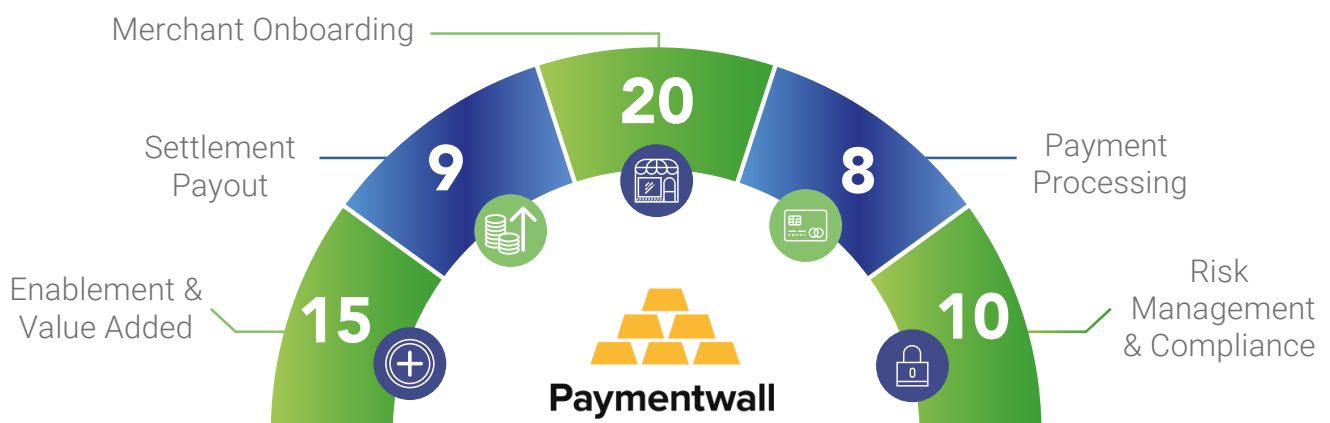 Merchant Onboarding
20
Settlement
Payout
9
8
Payment
Processing
Enablement &
Value Added
15
10
Risk
Management
& Compliance
Paymentwall